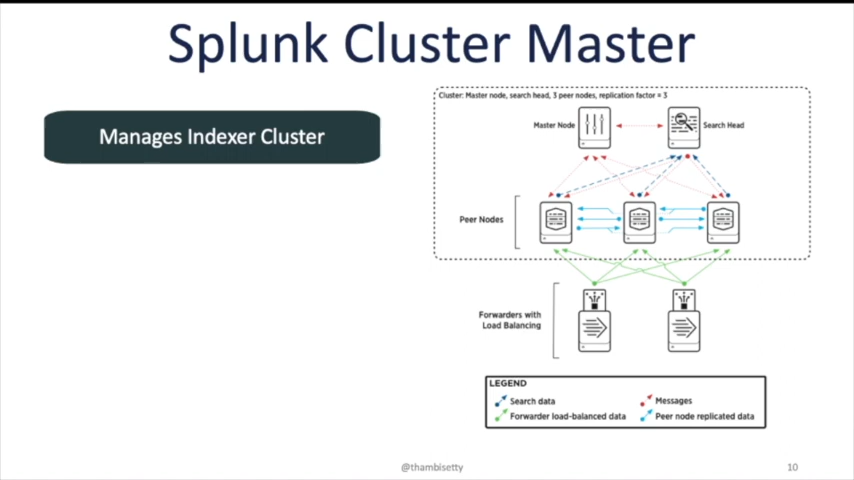 Splunk Cluster Master
Manages Indexer Cluster
Cluster: Master node, search head, 3 peer nodes, replication factor = 3
Master Node
Search Head
Peer Nodes
Forwarders with
Load Balancing
LEGEND
Search data
Messages
Forwarder load-balanced data
Peer node replicated data
@thambisetty
10